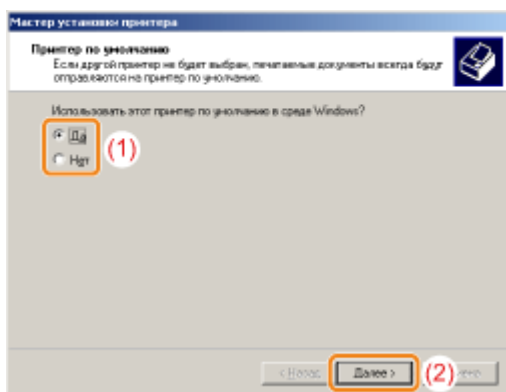 Мастер установки принтера
Принтер по умолчанию
Если другой принтер не будет выбран, печатаемые документы всегда будут
отправляются на принтер по умолчанию.
Использовать этот принтер по умолчанию в среде Windows?
Да
(1)
Нет
< Назад
Далее >
(2)